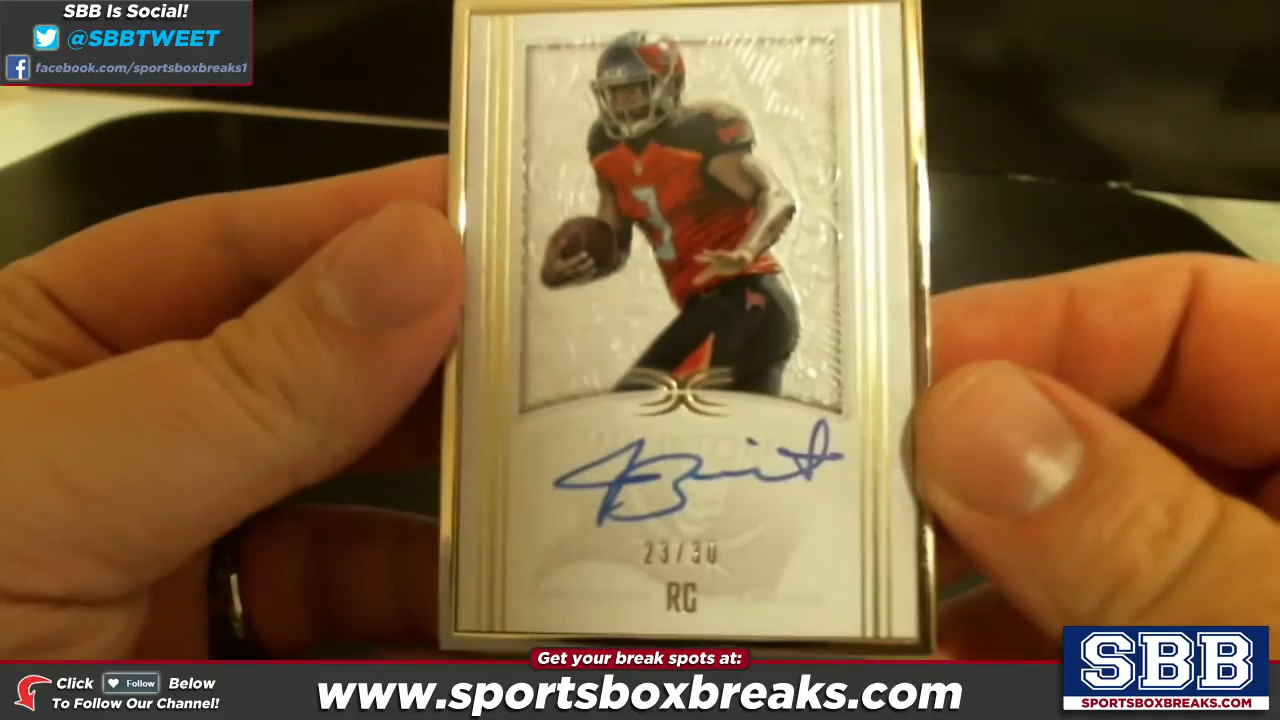 SBB Is Social!
@SBBTWEET
facebook.com/sportsboxbreaks1
3
23/30
RC
Get your break spots at:
Click Follow Below
To Follow Our Channel!
www.sportsboxbreaks.com
SBB
SPORTSBOXBREAKS.COM